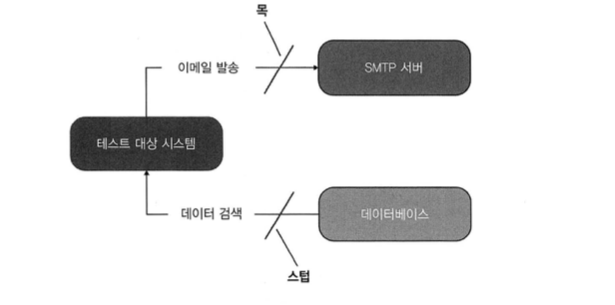 목
이메일 발송
SMTP 서버
테스트 대상 시스템
데이터 검색
데이터베이스
스텁